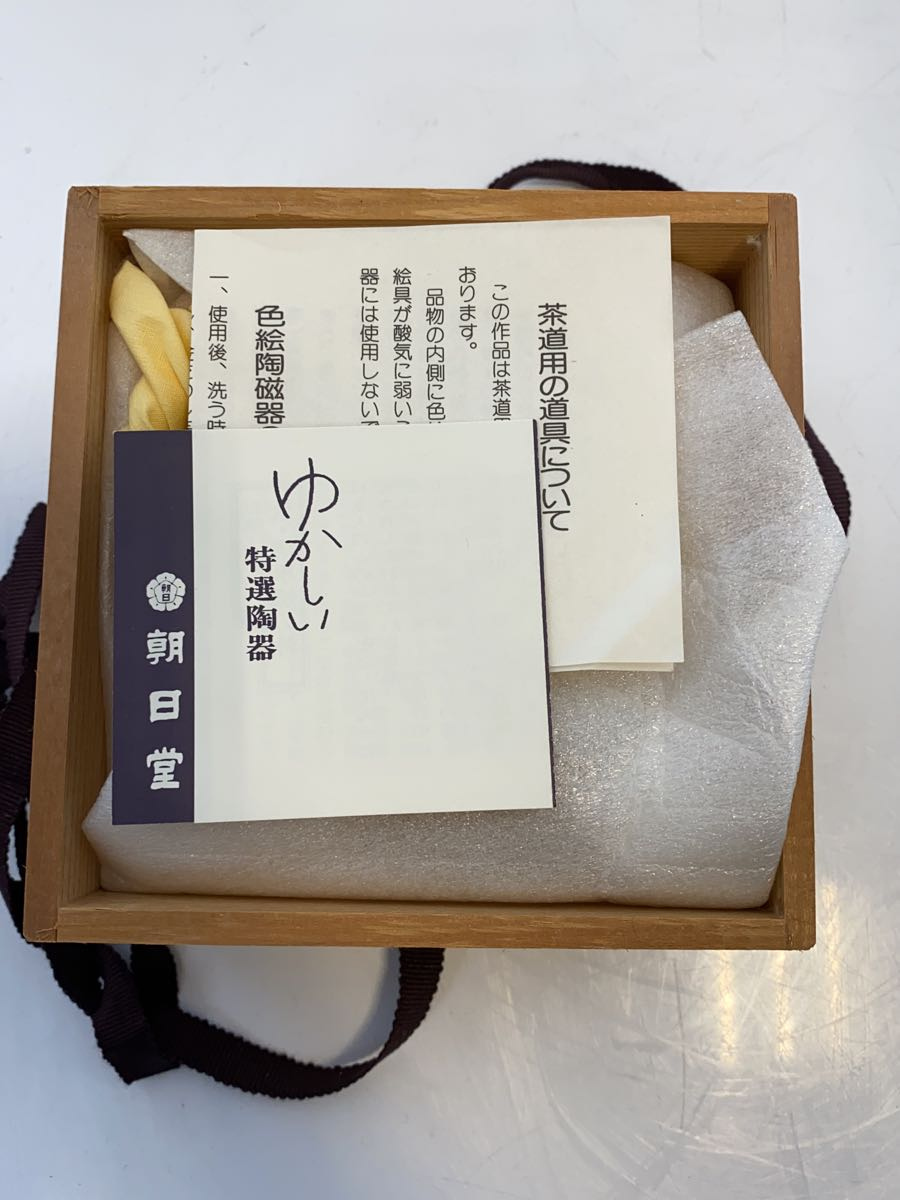 茶道用の道具について
この作品は茶道
おります。
品物の内側に色
絵具が酸気に弱い
器には使用しないで
色絵陶磁器
一、使用後、洗う時
ゆかしい
特選陶器
朝日
朝日堂